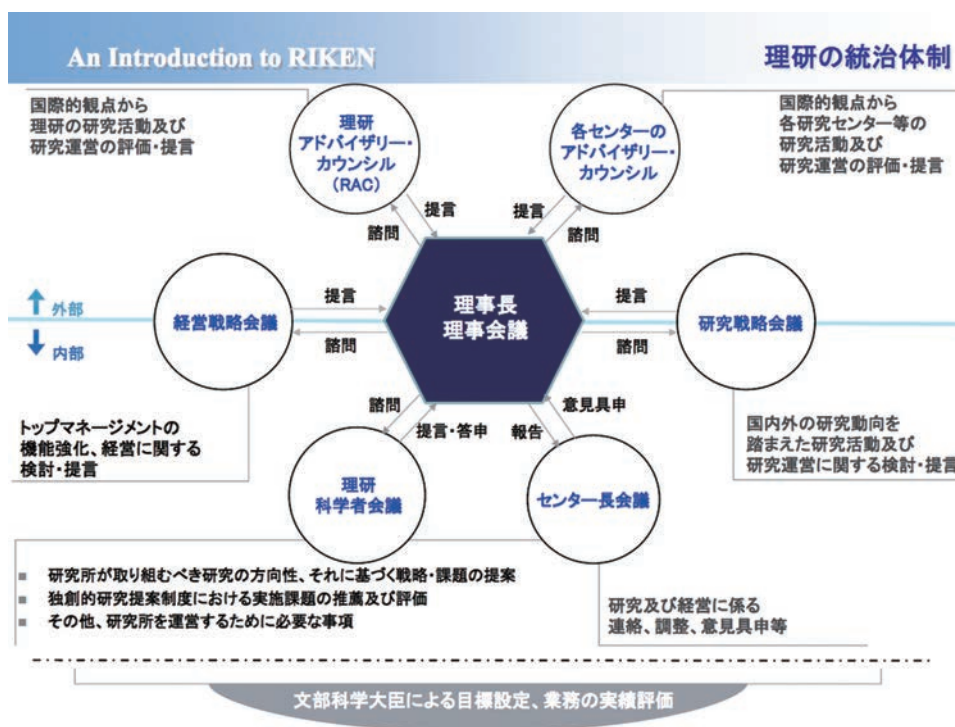 An Introduction to RIKEN
理研の統治体制
国際的観点から
理研の研究活動及び
研究運営の評価・提言
理研
アドバイザリー・
カウンシル
(RAC)
各センターの
アドバイザリー・
カウンシル
国際的観点から
各研究センター等の
研究活動及び
研究運営の評価・提言
提言
諮問
提言
諮問
外部
内部
経営戦略会議
提言
諮問
理事長
理事会議
提言
諮問
研究戦略会議
トップマネージメントの
機能強化、経営に関する
検討・提言
諮問
提言・答申
意見具申
報告
国内外の研究動向を
踏まえた研究活動及び
研究運営に関する検討・提言
理研
科学者会議
センター長会議
■ 研究所が取り組むべき研究の方向性、それに基づく戦略・課題の提案
■ 独創的研究提案制度における実施課題の推薦及び評価
■ その他、研究所を運営するために必要な事項
研究及び経営に係る
連絡、調整、意見具申等
文部科学大臣による目標設定、業務の実績評価